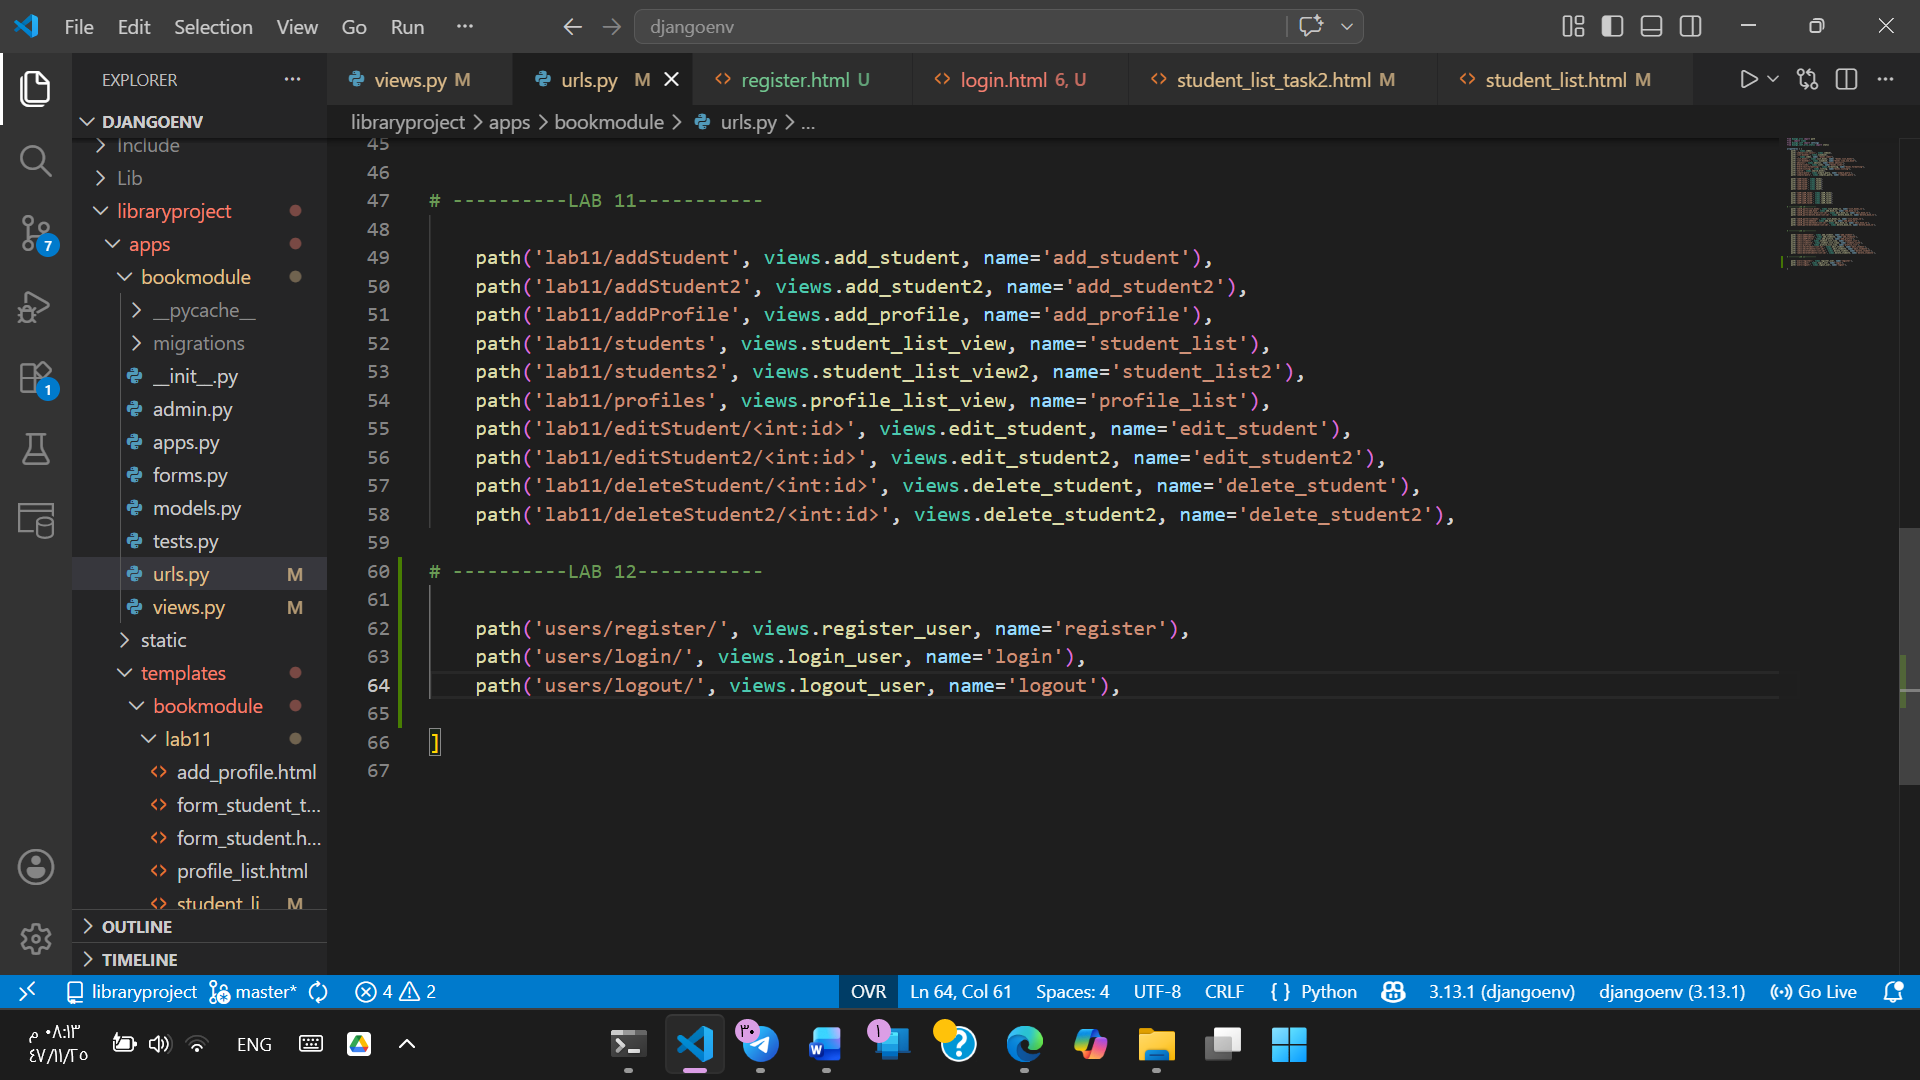 File Edit Selection View Go Run ···
djangoenv
EXPLORER ···
views.py M
urls.py M
register.html U
login.html 6, U
student_list_task2.html M
student_list.html M
libraryproject > apps > bookmodule > urls.py > ...
DJANGOENV
Include
Lib
libraryproject
apps
bookmodule
__pycache__
migrations
__init__.py
admin.py
apps.py
forms.py
models.py
tests.py
urls.py M
views.py M
static
templates
bookmodule
lab11
add_profile.html
form_student_t...
form_student.h...
profile_list.html
student_li M
OUTLINE
TIMELINE
7
1
45
46
47 # ----------LAB 11-----------
48
49 path('lab11/addStudent', views.add_student, name='add_student'),
50 path('lab11/addStudent2', views.add_student2, name='add_student2'),
51 path('lab11/addProfile', views.add_profile, name='add_profile'),
52 path('lab11/students', views.student_list_view, name='student_list'),
53 path('lab11/students2', views.student_list_view2, name='student_list2'),
54 path('lab11/profiles', views.profile_list_view, name='profile_list'),
55 path('lab11/editStudent/<int:id>', views.edit_student, name='edit_student'),
56 path('lab11/editStudent2/<int:id>', views.edit_student2, name='edit_student2'),
57 path('lab11/deleteStudent/<int:id>', views.delete_student, name='delete_student'),
58 path('lab11/deleteStudent2/<int:id>', views.delete_student2, name='delete_student2'),
59
60 # ----------LAB 12-----------
61
62 path('users/register/', views.register_user, name='register'),
63 path('users/login/', views.login_user, name='login'),
64 path('users/logout/', views.logout_user, name='logout'),
65
66 ]
67
libraryproject master* 4 2
OVR Ln 64, Col 61 Spaces: 4 UTF-8 CRLF { } Python 3.13.1 (djangoenv) djangoenv (3.13.1) Go Live
٠٨:١٣ م
٤٧/١١/٢٥
ENG
٣٠
١